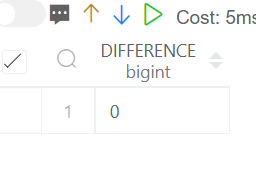 Cost: 5ms
DIFFERENCE
bigint
1 0